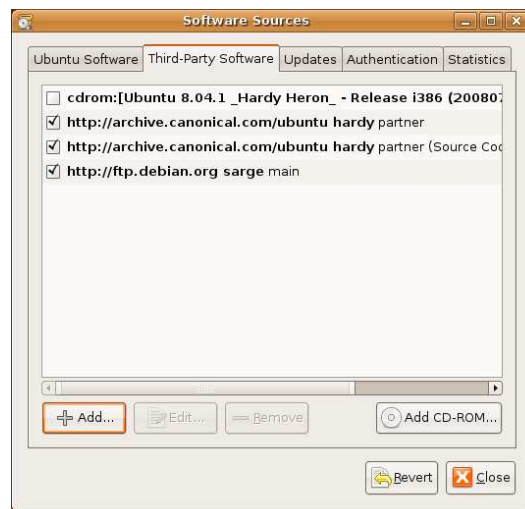 Software Sources
Ubuntu Software Third-Party Software Updates Authentication Statistics
cdrom:[Ubuntu 8.04.1 _Hardy Heron_ - Release i386 (200807
http://archive.canonical.com/ubuntu hardy partner
http://archive.canonical.com/ubuntu hardy partner (Source Cod
http://ftp.debian.org sarge main
Add... Edit... Remove Add CD-ROM...
Revert Close